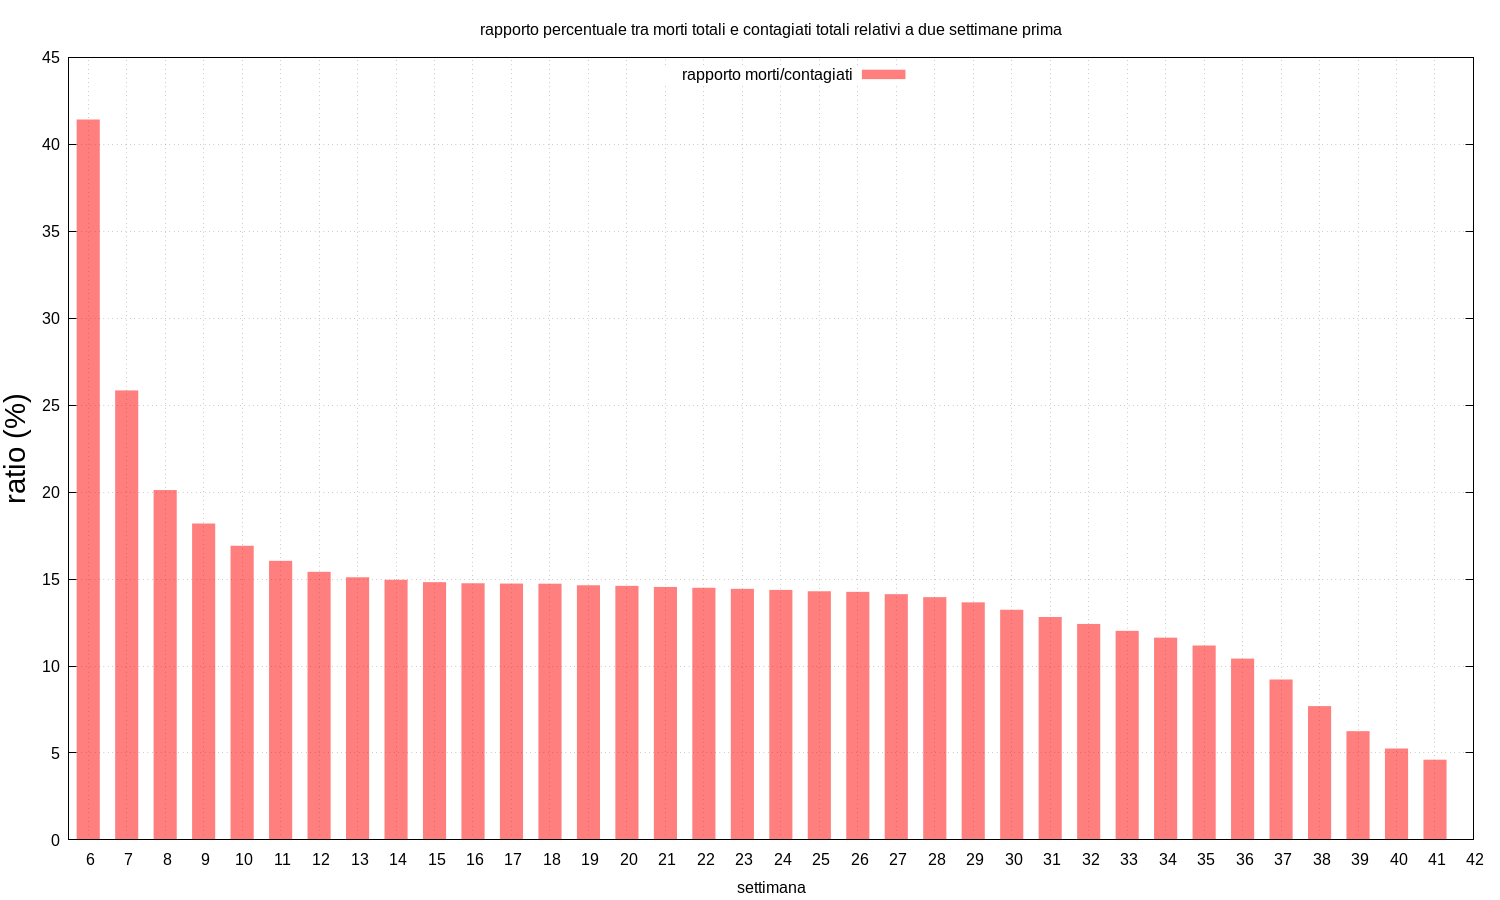 rapporto percentuale tra morti totali e contagiati totali relativi a due settimane prima
rapporto morti/contagiati
ratio (%)
45
40
35
30
25
20
15
10
5
0
6 7 8 9 10 11 12 13 14 15 16 17 18 19 20 21 22 23 24 25 26 27 28 29 30 31 32 33 34 35 36 37 38 39 40 41 42
settimana